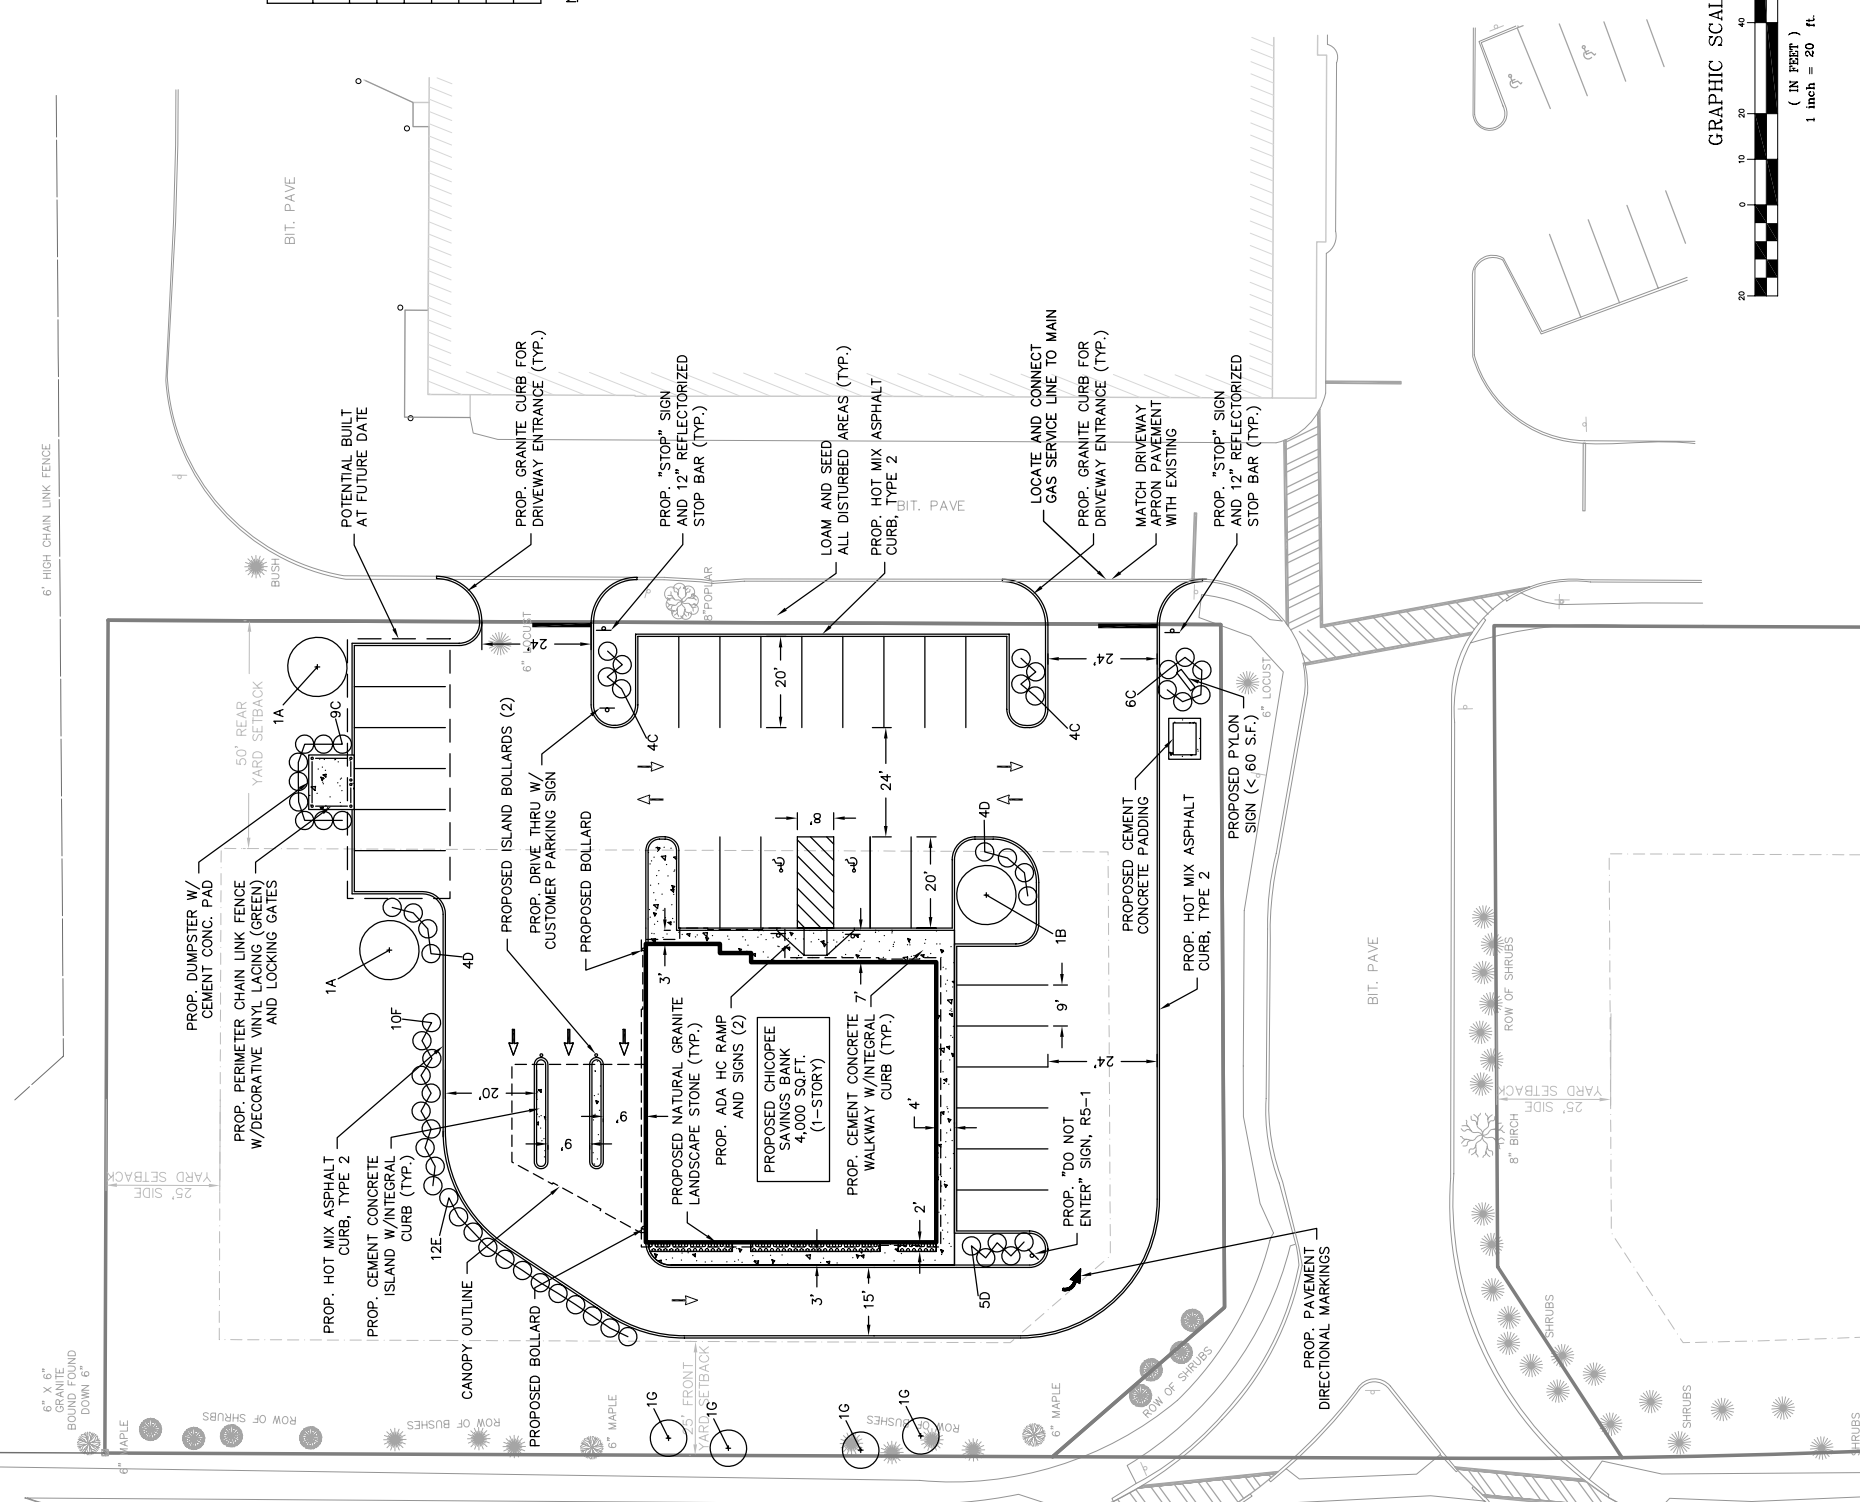 GRAPHIC SCAL
20
0
10
20
40
( IN FEET )
1 inch = 20 ft.
6' HIGH CHAIN LINK FENCE
BIT. PAVE
BUSH
POTENTIAL BUILT
AT FUTURE DATE
PROP. GRANITE CURB FOR
DRIVEWAY ENTRANCE (TYP.)
PROP. "STOP" SIGN
AND 12" REFLECTORIZED
STOP BAR (TYP.)
LOAM AND SEED
ALL DISTURBED AREAS (TYP.)
PROP. HOT MIX ASPHALT
CURB, TYPE 2
BIT. PAVE
LOCATE AND CONNECT
GAS SERVICE LINE TO MAIN
PROP. GRANITE CURB FOR
DRIVEWAY ENTRANCE (TYP.)
MATCH DRIVEWAY
APRON PAVEMENT
WITH EXISTING
PROP. "STOP" SIGN
AND 12" REFLECTORIZED
STOP BAR (TYP.)
8"POPLAR
6" LOCUST
24'
1A
9C
50' REAR
YARD SETBACK
20'
4C
4C
24'
6C
6" LOCUST
PROPOSED PYLON
SIGN (< 60 S.F.)
PROPOSED ISLAND BOLLARDS (2)
PROP. DRIVE THRU W/
CUSTOMER PARKING SIGN
PROPOSED BOLLARD
24'
8'
20'
4D
1B
PROPOSED CEMENT
CONCRETE PADDING
PROP. HOT MIX ASPHALT
CURB, TYPE 2
PROP. DUMPSTER W/
CEMENT CONC. PAD
PROP. PERIMETER CHAIN LINK FENCE
W/DECORATIVE VINYL LACING (GREEN)
AND LOCKING GATES
1A
4D
10F
25' SIDE
YARD SETBACK
PROP. HOT MIX ASPHALT
CURB, TYPE 2
PROP. CEMENT CONCRETE
ISLAND W/INTEGRAL
CURB (TYP.)
12E
20'
9'
9'
3'
PROPOSED NATURAL GRANITE
LANDSCAPE STONE (TYP.)
PROP. ADA HC RAMP
AND SIGNS (2)
PROPOSED CHICOPEE
SAVINGS BANK
4,000 SQ.FT.
(1-STORY)
7'
PROP. CEMENT CONCRETE
WALKWAY W/INTEGRAL
CURB (TYP.)
4'
2'
9'
24'
PROP. "DO NOT
ENTER" SIGN, R5-1
CANOPY OUTLINE
PROPOSED BOLLARD
3'
15'
5D
PROP. PAVEMENT
DIRECTIONAL MARKINGS
BIT. PAVE
ROW OF SHRUBS
25' SIDE
YARD SETBACK
8" BIRCH
SHRUBS
SHRUBS
SHRUBS
6" X 6"
GRANITE
BOUND FOUND
DOWN 6"
6" MAPLE
ROW OF SHRUBS
ROW OF BUSHES
6" MAPLE
1G
25' FRONT
YARD SETBACK
1G
1G
1G
ROW OF BUSHES
6" MAPLE
ROW OF SHRUBS